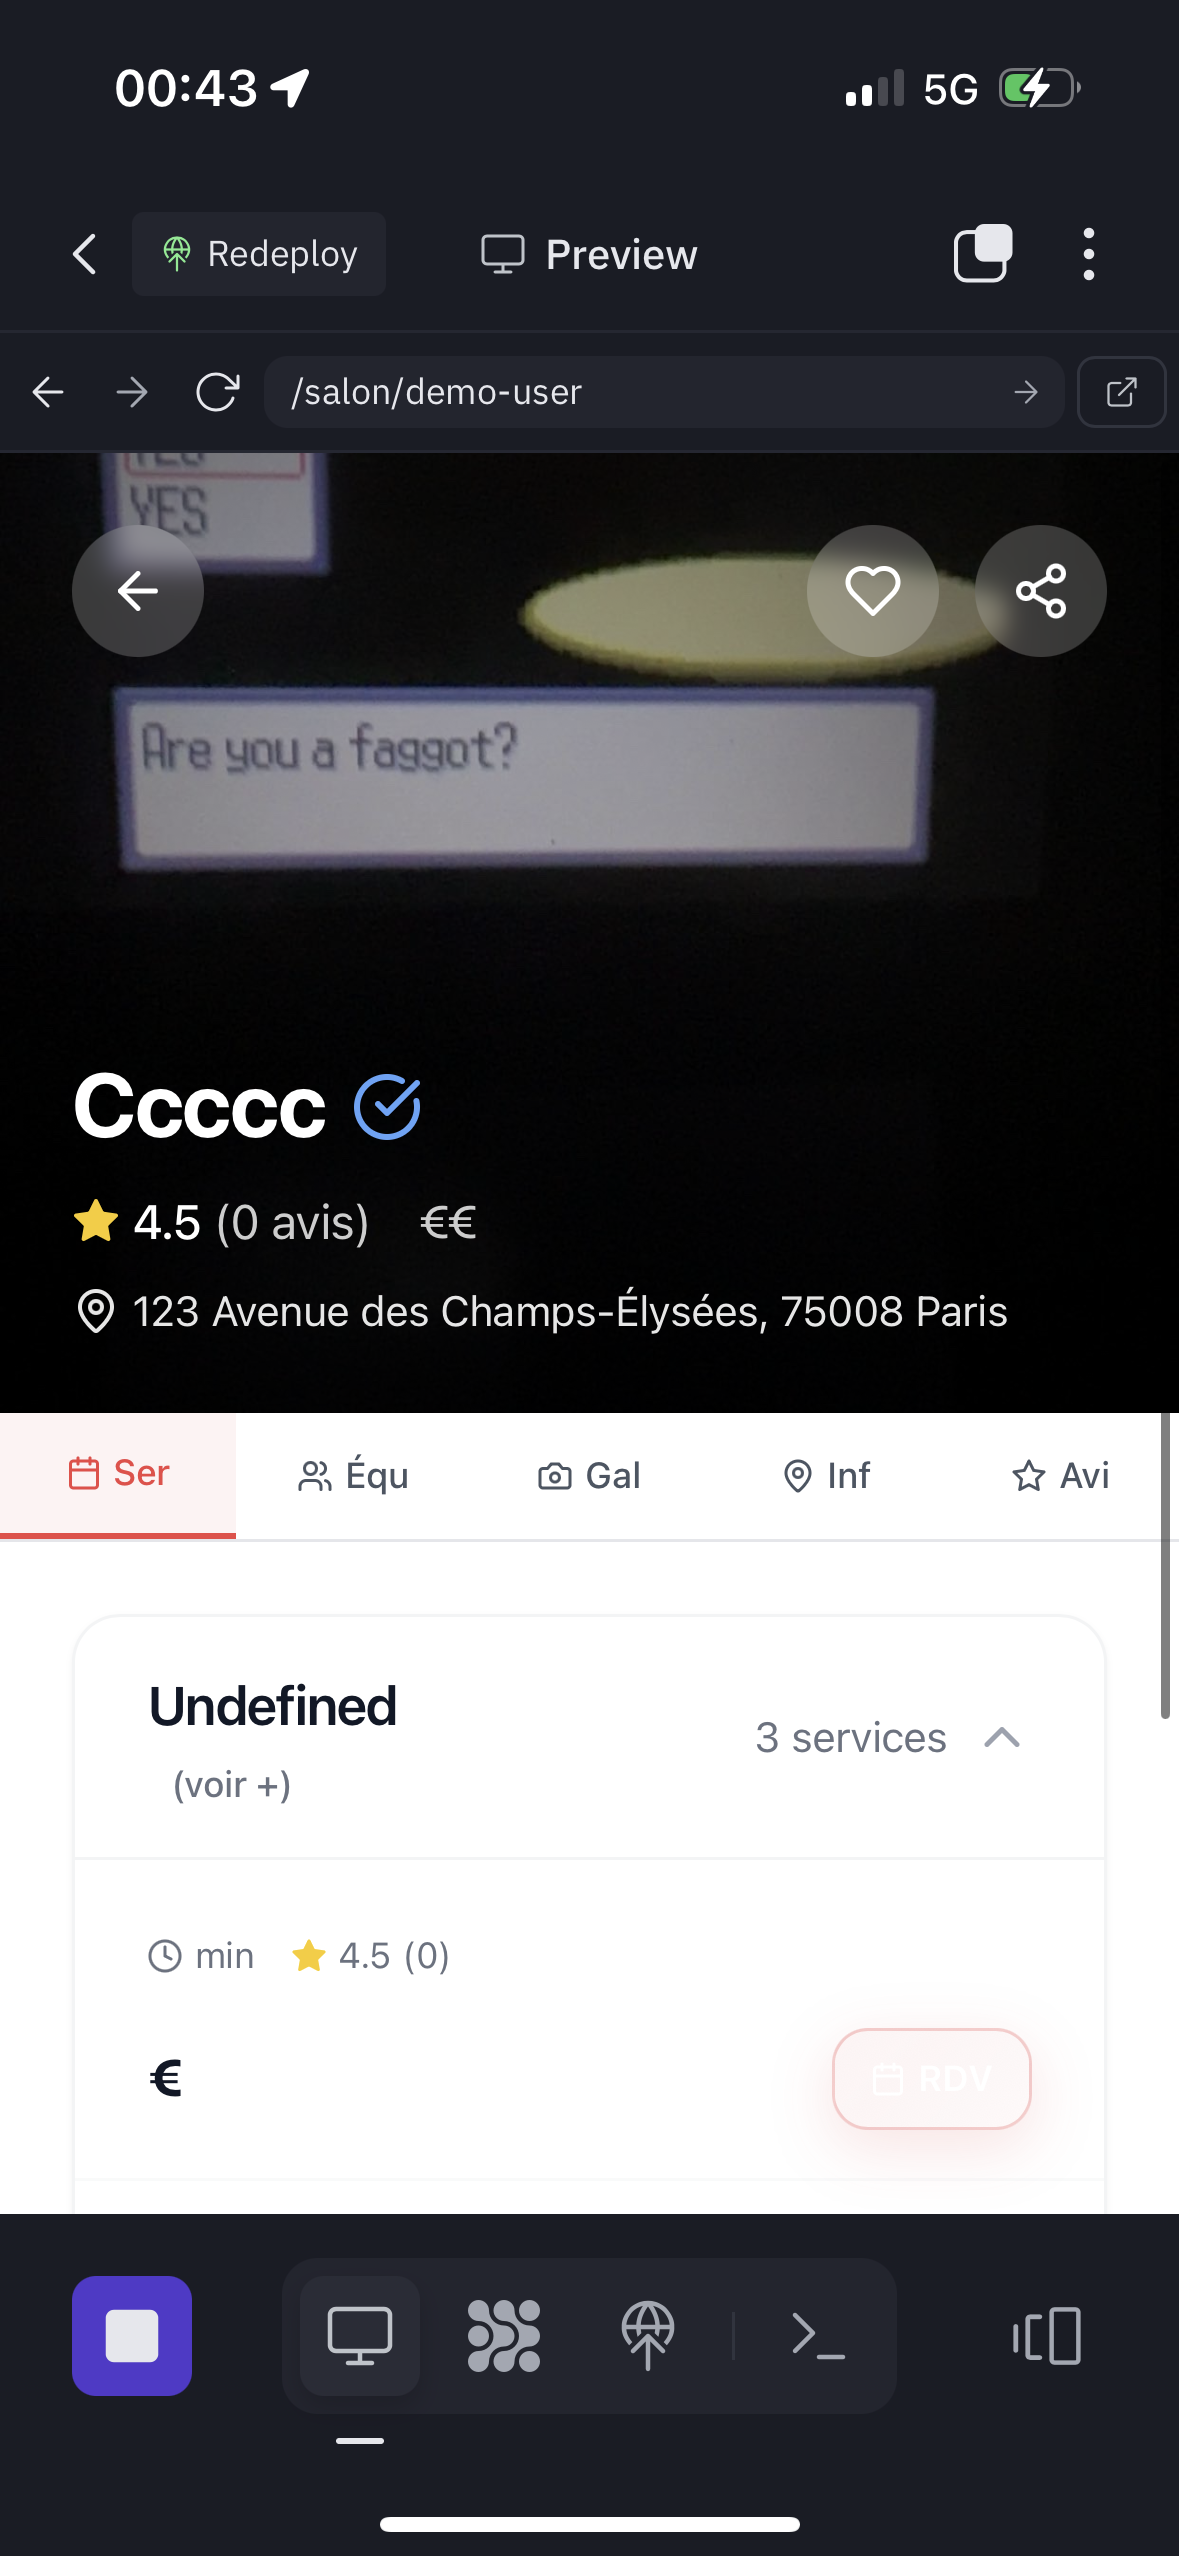 00:43
5G
Redeploy
Preview
/salon/demo-user
YES
YES
Are you a faggot?
Ccccc
4.5 (0 avis) €€
123 Avenue des Champs-Élysées, 75008 Paris
Ser
Équ
Gal
Inf
Avi
Undefined
(voir +)
3 services
min 4.5 (0)
€
RDV